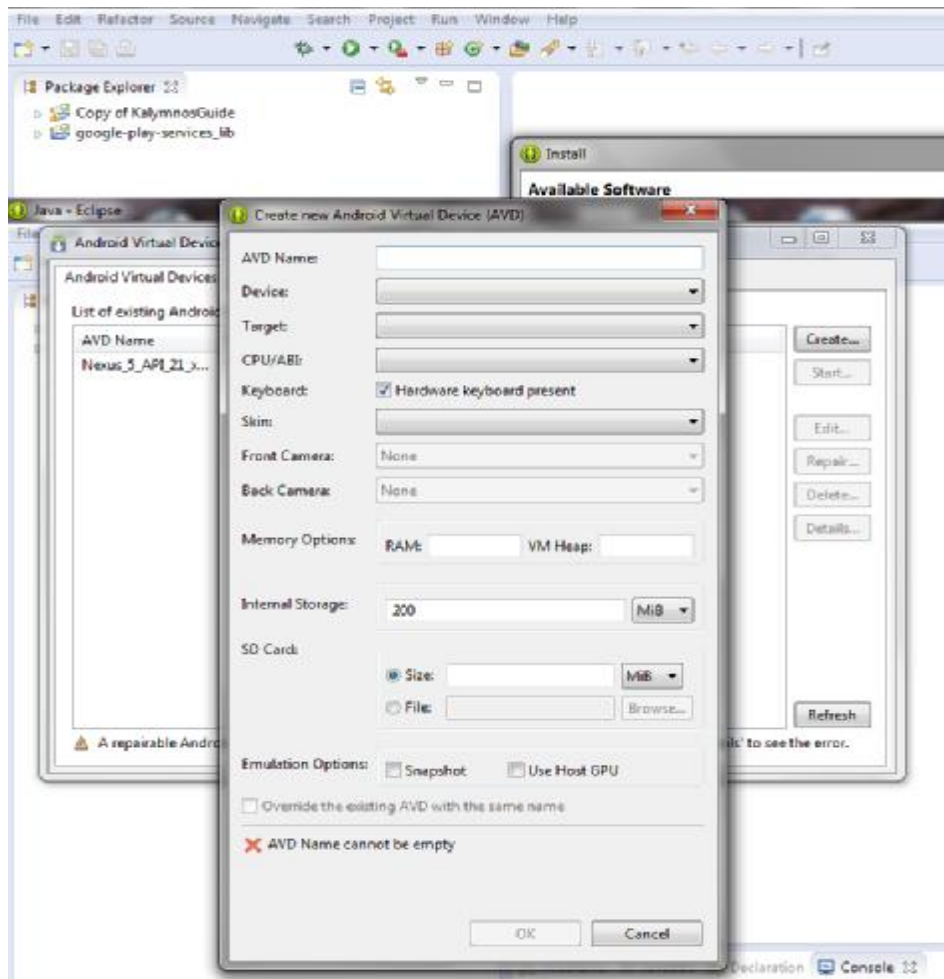 File Edit Refactor Source Navigate Search Project Run Window Help
Package Explorer
Copy of KalymnosGuide
google-play-services_lib
Install
Available Software
Java - Eclipse
Create new Android Virtual Device (AVD)
Android Virtual Device
Android Virtual Devices
List of existing Android
AVD Name
Nexus_5_API_21_x...
AVD Name:
Device:
Target:
CPU/ABI:
Keyboard: Hardware keyboard present
Skin:
Front Camera: None
Back Camera: None
Memory Options: RAM: VM Heap:
Internal Storage: 200 MiB
SD Card:
Size: MiB
File: Browse...
Emulation Options: Snapshot Use Host GPU
Override the existing AVD with the same name
AVD Name cannot be empty
OK Cancel
Create...
Start...
Edit...
Repair...
Delete...
Details...
Refresh
A repairable Andro
ils' to see the error.
Declaration Console